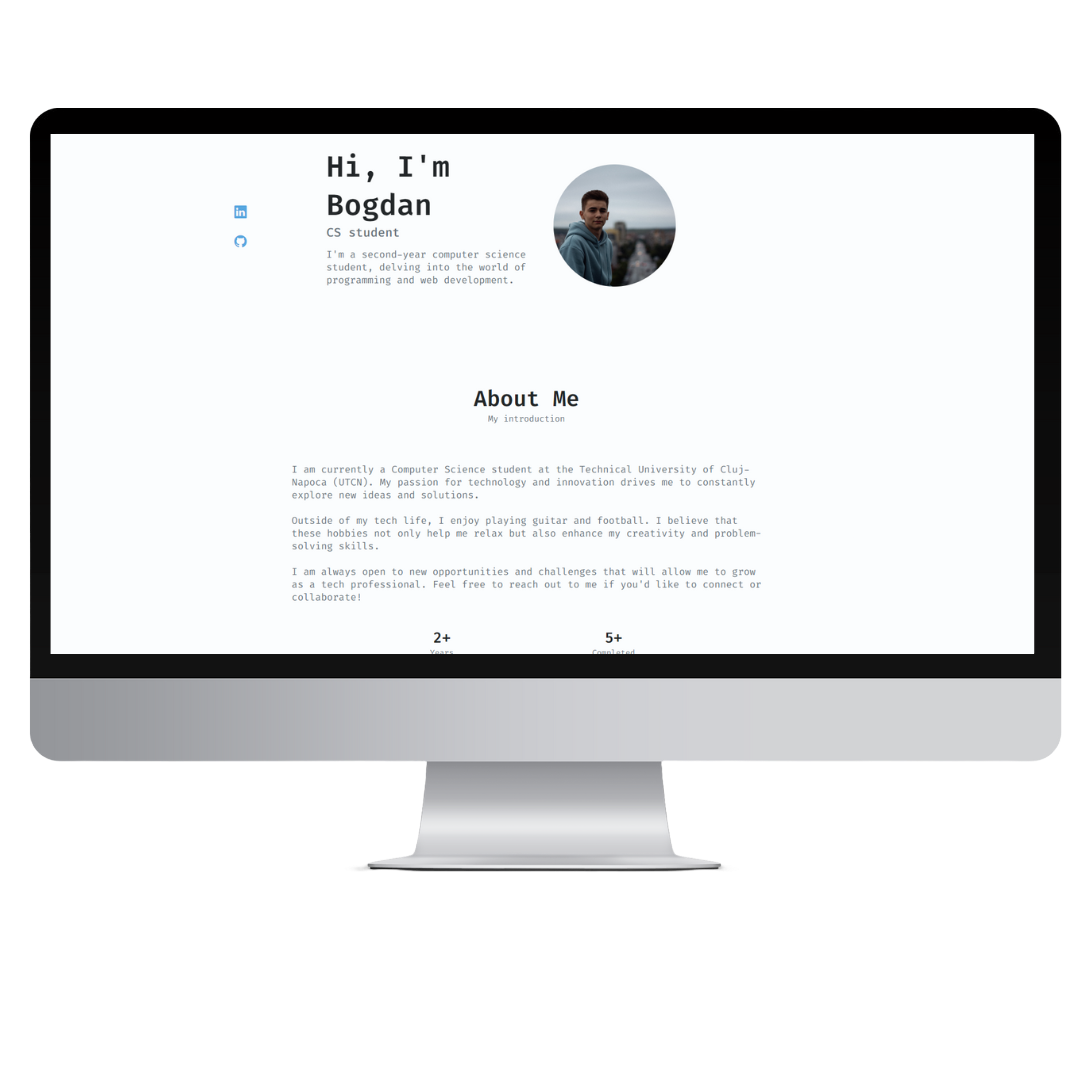 Hi, I'm
Bogdan
CS student
I'm a second-year computer science
student, delving into the world of
programming and web development.
in
About Me
My introduction
I am currently a Computer Science student at the Technical University of Cluj-
Napoca (UTCN). My passion for technology and innovation drives me to constantly
explore new ideas and solutions.
Outside of my tech life, I enjoy playing guitar and football. I believe that
these hobbies not only help me relax but also enhance my creativity and problem-
solving skills.
I am always open to new opportunities and challenges that will allow me to grow
as a tech professional. Feel free to reach out to me if you'd like to connect or
collaborate!
2+ 5+
Years Completed